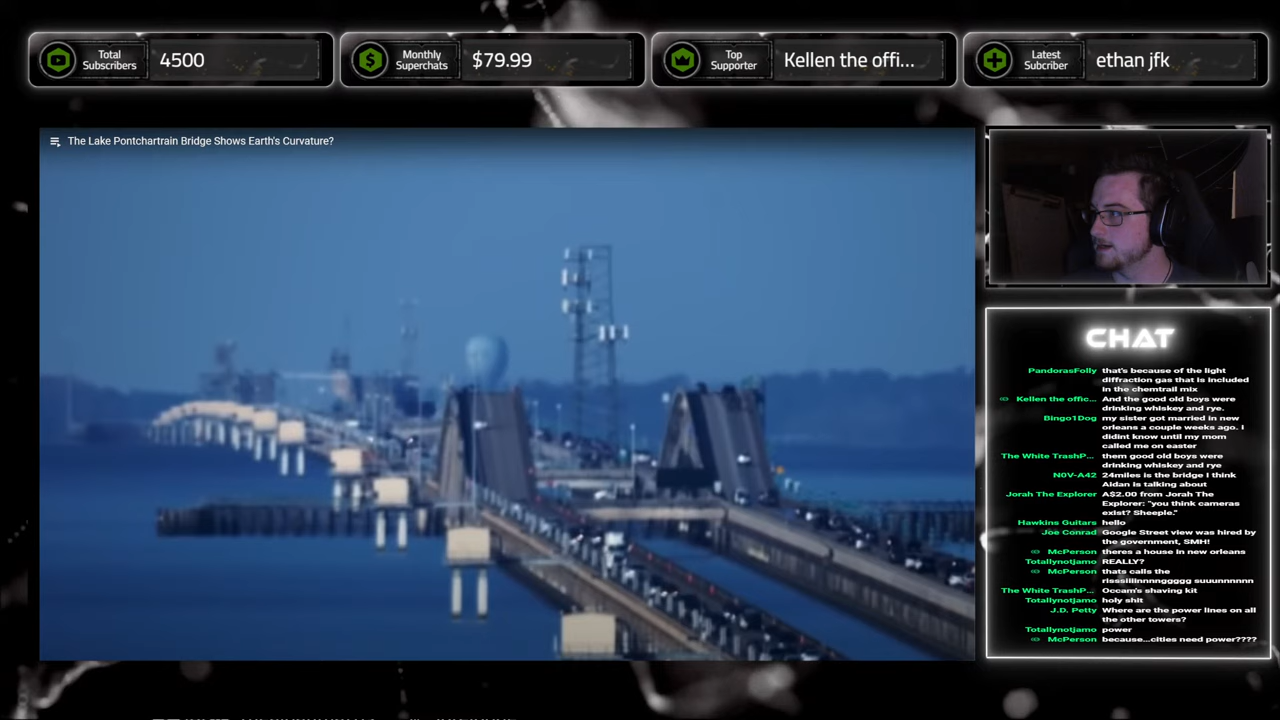 Total
Subscribers
4500
Monthly
Superchats
$79.99
Top
Supporter
Kellen the offi...
Latest
Subcriber
ethan jfk
The Lake Pontchartrain Bridge Shows Earth's Curvature?
CHAT
PandorasFolly that's because of the light
diffraction gas that is included
in the chemtrail mix
Kellen the offic... And the good old boys were
drinking whiskey and rye.
Bingo1Dog my sister got married in new
orleans a couple weeks ago. i
didint know until my mom
called me on easter
The White TrashP... them good old boys were
drinking whiskey and rye
N0V-A42 24miles is the bridge I think
Aidan is talking about
Jorah The Explorer A$2.00 from Jorah The
Explorer: "you think cameras
exist? Sheeple."
Hawkins Guitars hello
Joe Conrad Google Street view was hired by
the government, SMH!
McPerson theres a house in new orleans
Totallynotjamo REALLY?
McPerson thats calls the
risssiiinnnnggggg suuunnnnnn
The White TrashP... Occam's shaving kit
Totallynotjamo holy shit
J.D. Petty Where are the power lines on all
the other towers?
Totallynotjamo power
McPerson because...cities need power????